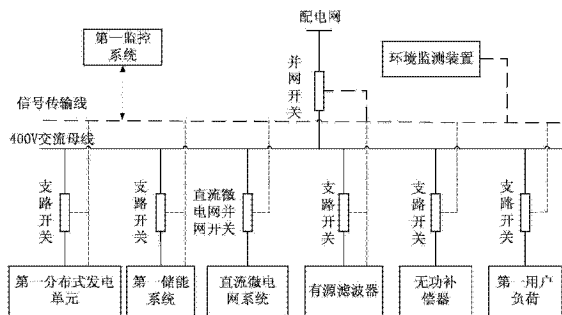 配电网
第一监控
系统
并网开关
环境监测装置
信号传输线
400V交流母线
支路开关
支路开关
直流微
电网并
网开关
支路开关
支路开关
支路开关
第一分布式发电
单元
第一储能
系统
直流微电
网系统
有源滤波器
无功补
偿器
第一用户
负荷